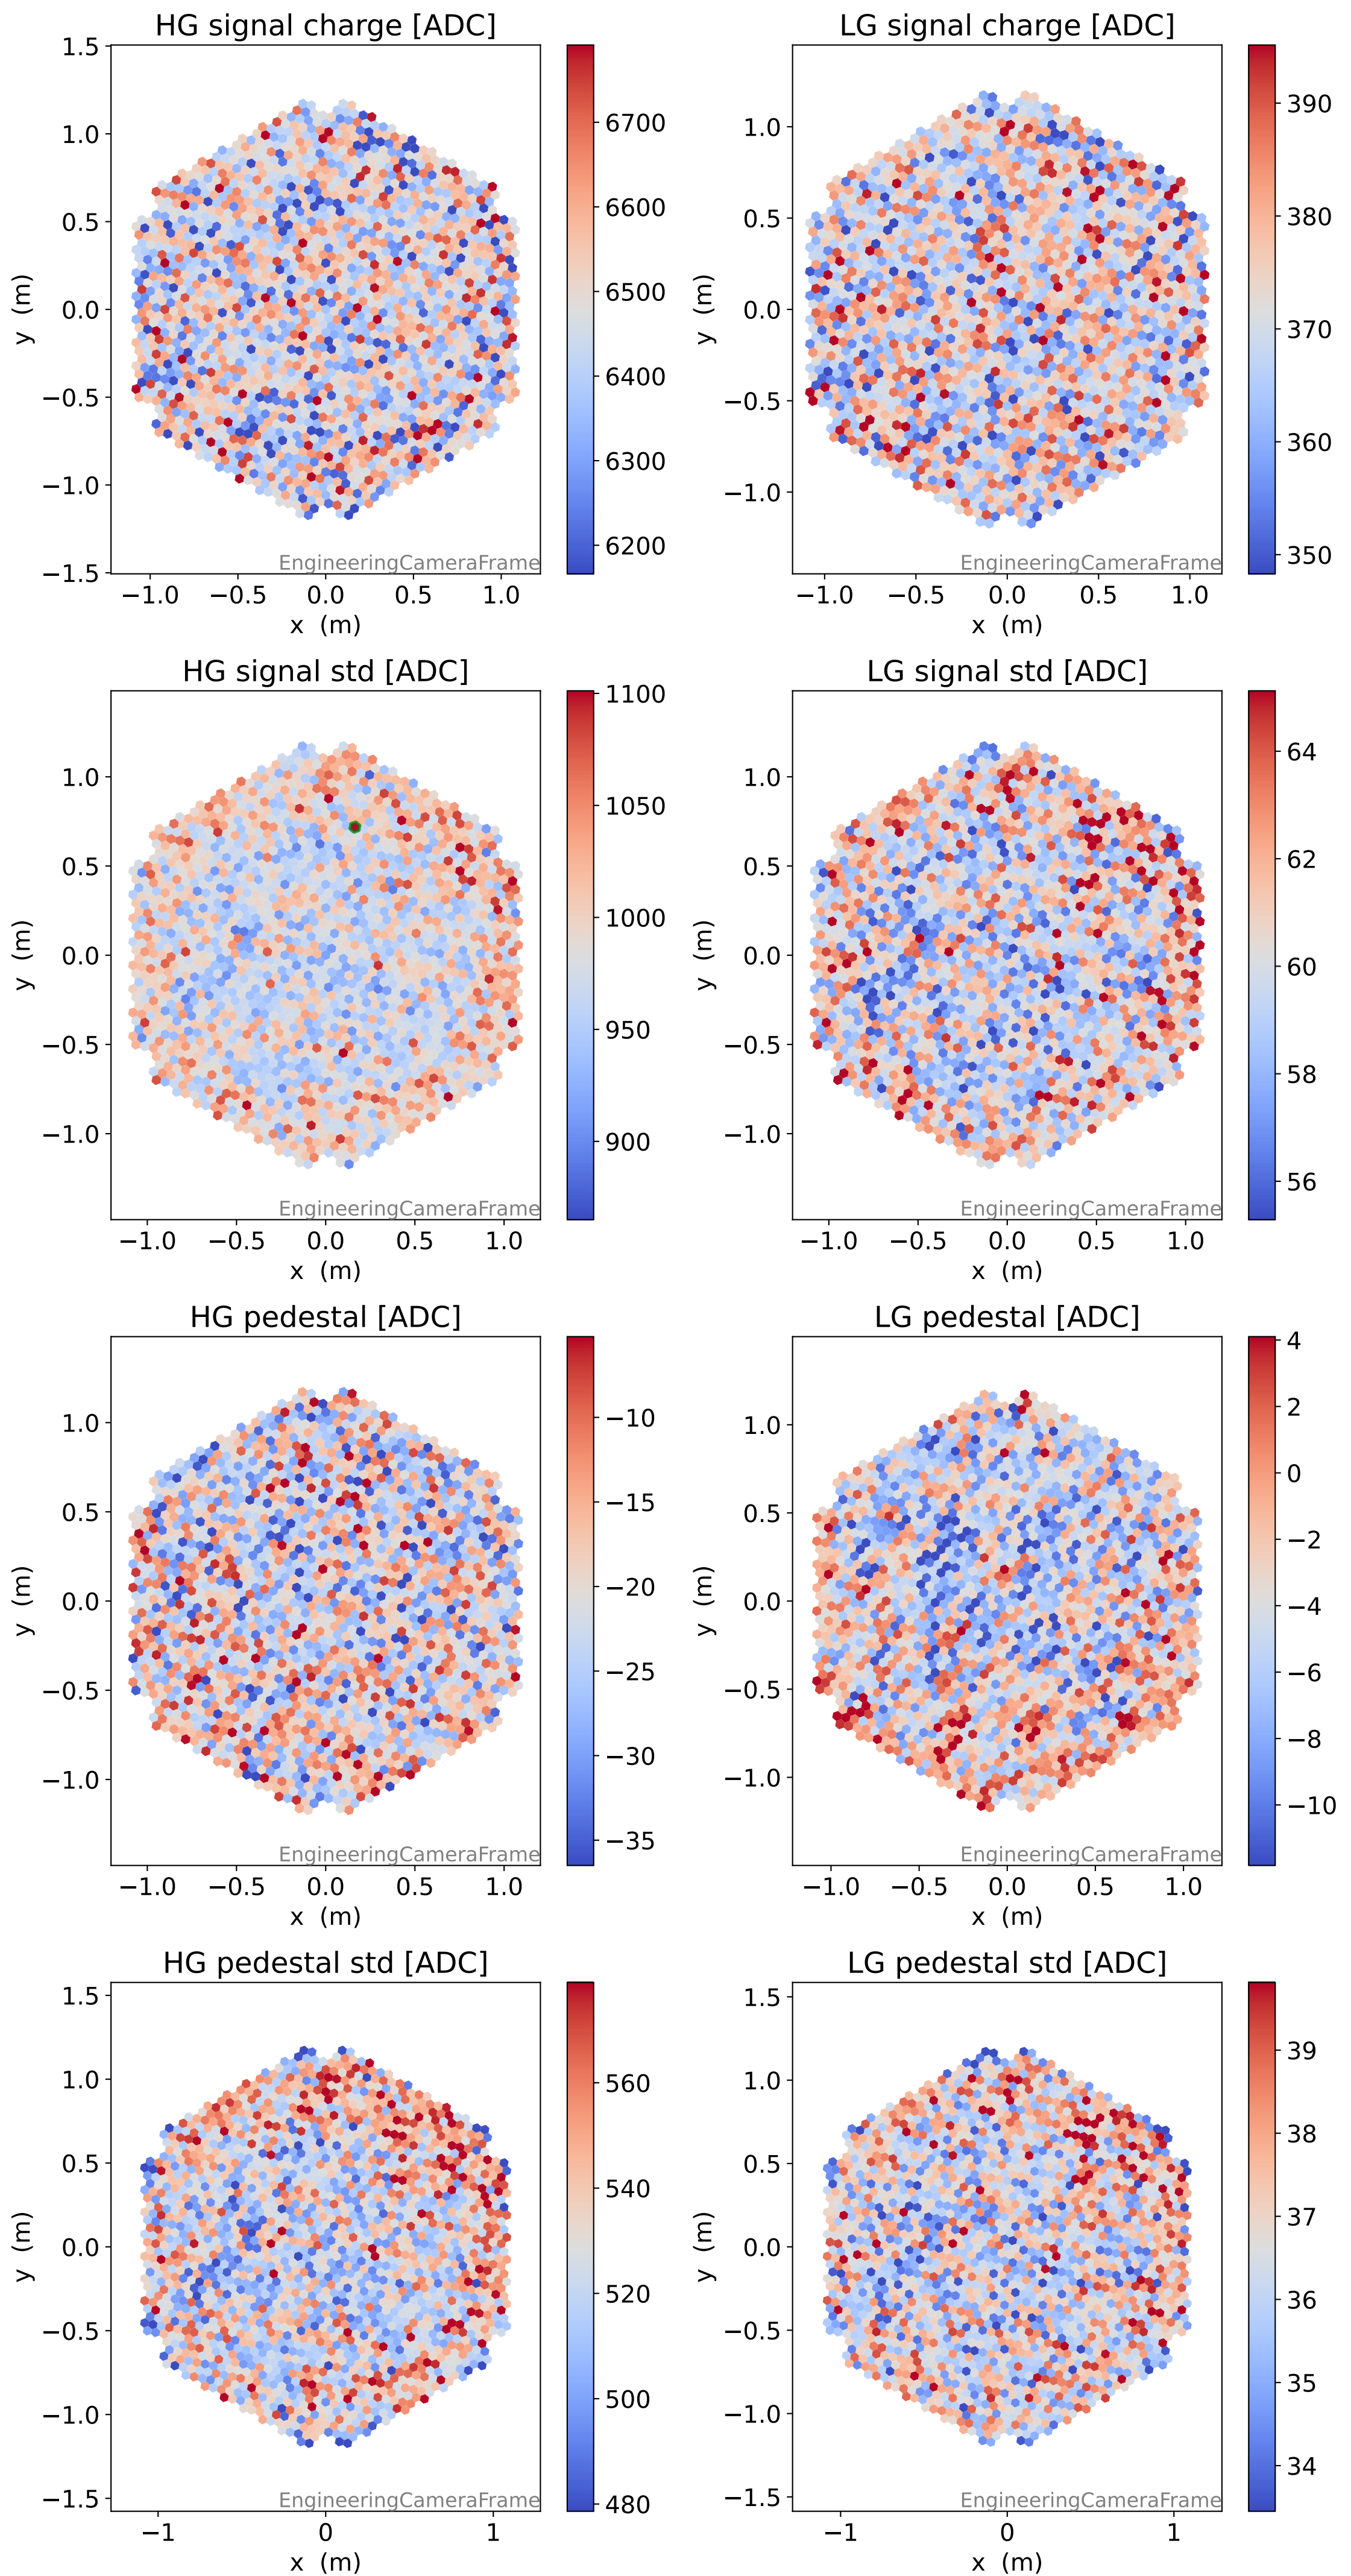 HG signal charge [ADC]
1.5
1.0
0.5
0.0
−0.5
−1.0
−1.5
y (m)
−1.0 −0.5 0.0 0.5 1.0
x (m)
EngineeringCameraFrame
6700
6600
6500
6400
6300
6200
LG signal charge [ADC]
1.0
0.5
0.0
−0.5
−1.0
y (m)
−1.0 −0.5 0.0 0.5 1.0
x (m)
EngineeringCameraFrame
390
380
370
360
350
HG signal std [ADC]
1.0
0.5
0.0
−0.5
−1.0
y (m)
−1.0 −0.5 0.0 0.5 1.0
x (m)
EngineeringCameraFrame
1100
1050
1000
950
900
LG signal std [ADC]
1.0
0.5
0.0
−0.5
−1.0
y (m)
−1.0 −0.5 0.0 0.5 1.0
x (m)
EngineeringCameraFrame
64
62
60
58
56
HG pedestal [ADC]
1.0
0.5
0.0
−0.5
−1.0
y (m)
−1.0 −0.5 0.0 0.5 1.0
x (m)
EngineeringCameraFrame
−10
−15
−20
−25
−30
−35
LG pedestal [ADC]
1.0
0.5
0.0
−0.5
−1.0
y (m)
−1.0 −0.5 0.0 0.5 1.0
x (m)
EngineeringCameraFrame
4
2
0
−2
−4
−6
−8
−10
HG pedestal std [ADC]
1.5
1.0
0.5
0.0
−0.5
−1.0
−1.5
y (m)
−1 0 1
x (m)
EngineeringCameraFrame
560
540
520
500
480
LG pedestal std [ADC]
1.5
1.0
0.5
0.0
−0.5
−1.0
−1.5
y (m)
−1 0 1
x (m)
EngineeringCameraFrame
39
38
37
36
35
34